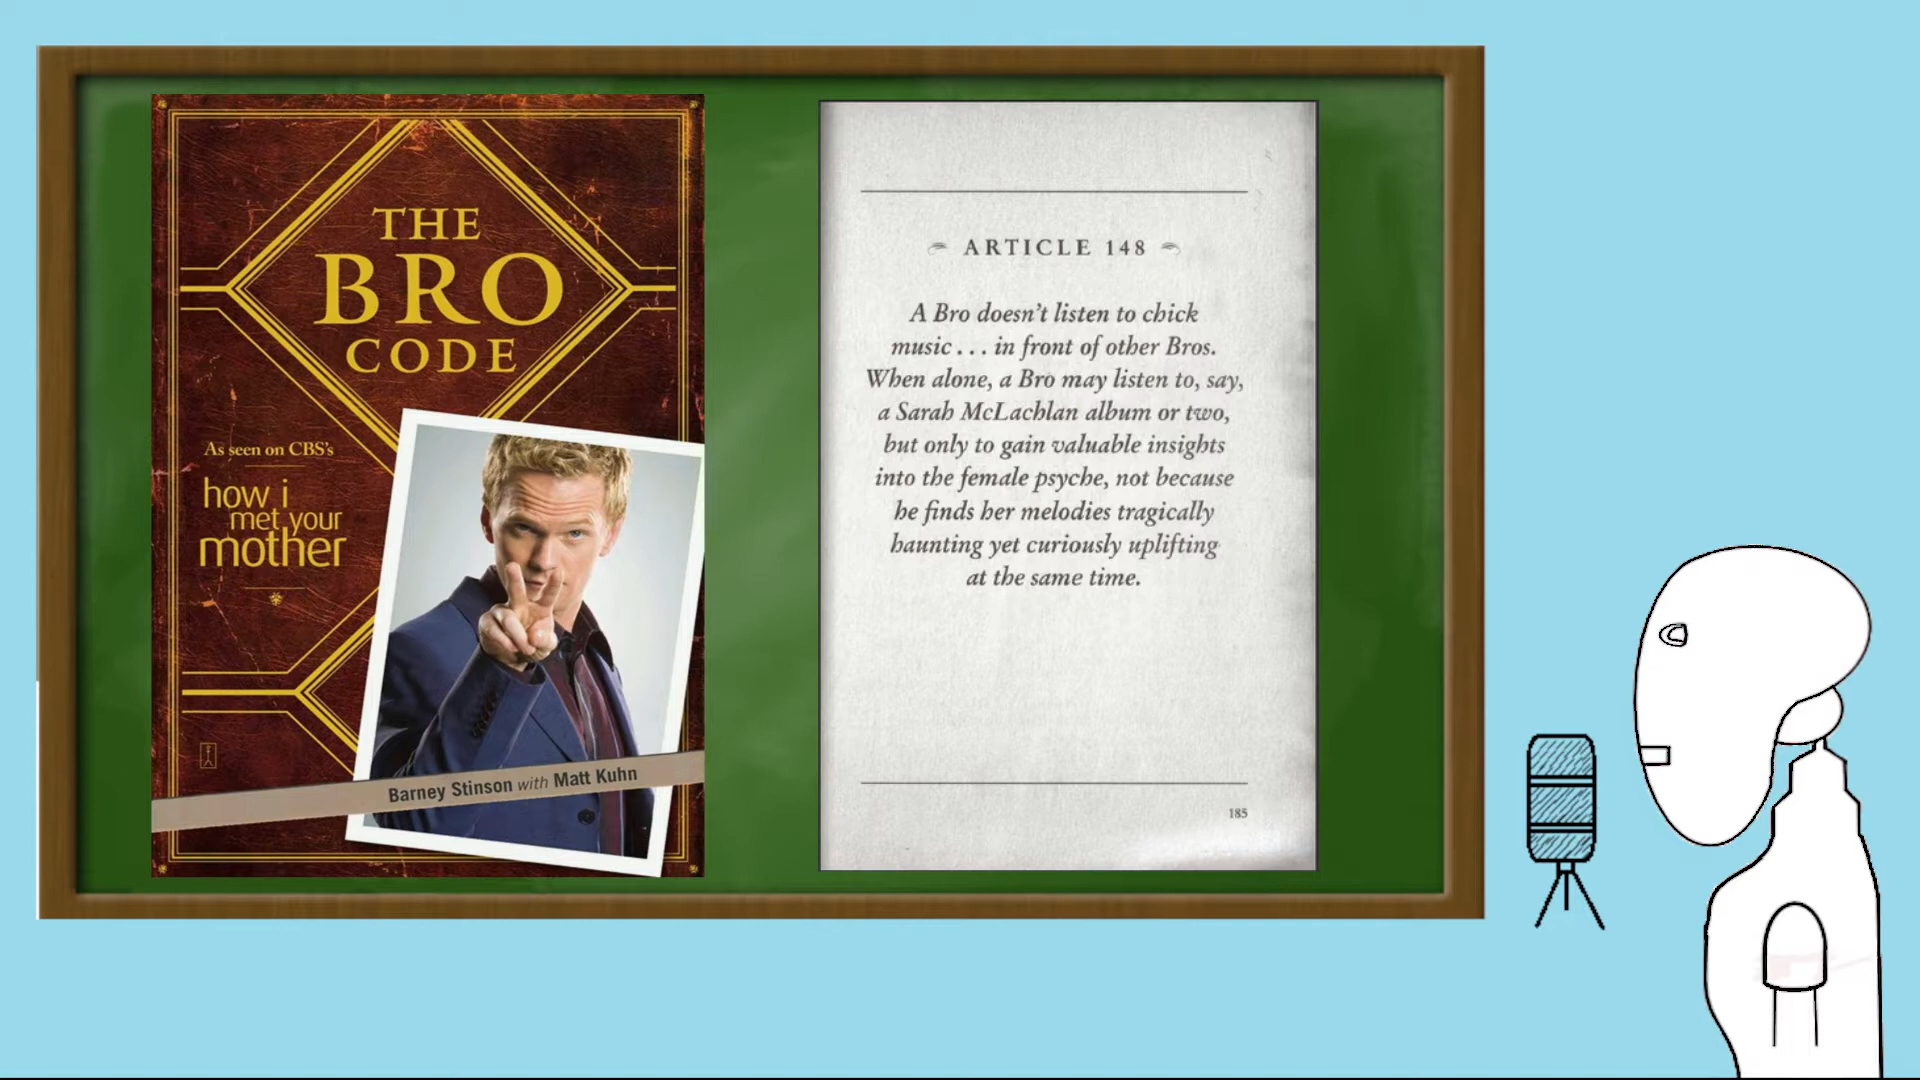 THE
BRO
CODE
As seen on CBS's
how i
met your
mother
Barney Stinson with Matt Kuhn
ARTICLE 148
A Bro doesn't listen to chick
music . . . in front of other Bros.
When alone, a Bro may listen to, say,
a Sarah McLachlan album or two,
but only to gain valuable insights
into the female psyche, not because
he finds her melodies tragically
haunting yet curiously uplifting
at the same time.
185